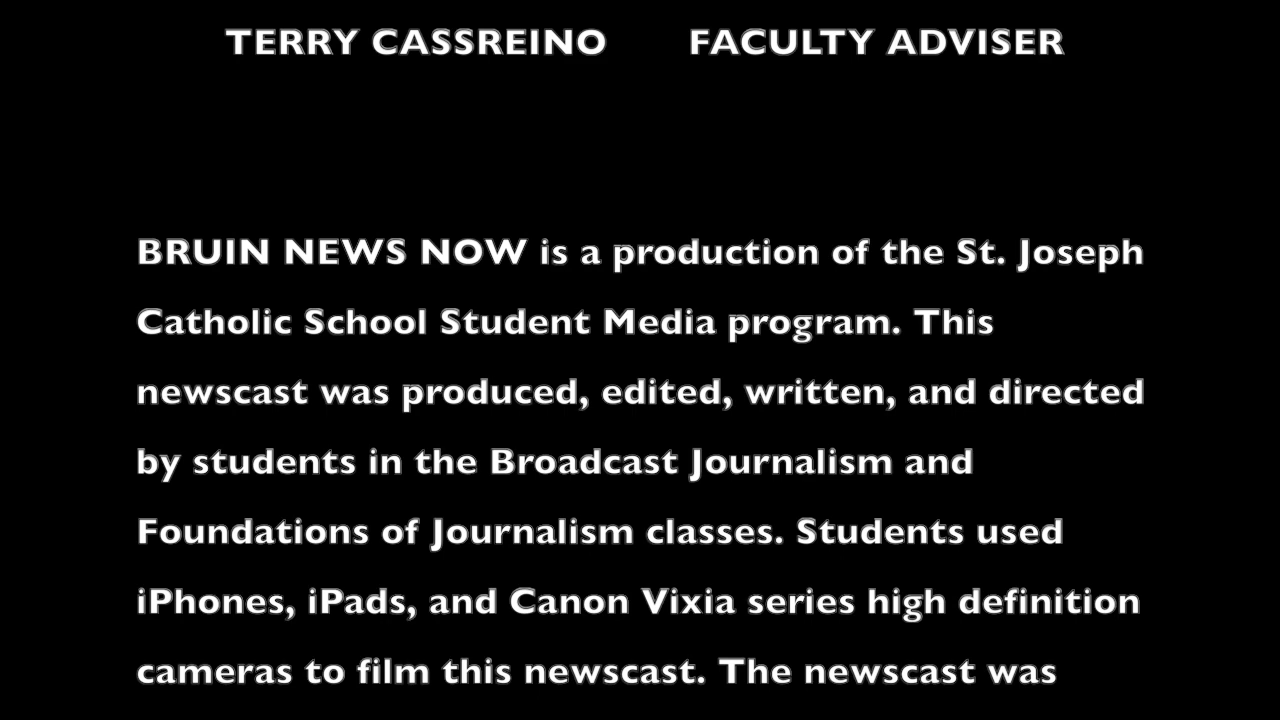 TERRY CASSREINO FACULTY ADVISER
BRUIN NEWS NOW is a production of the St. Joseph
Catholic School Student Media program. This
newscast was produced, edited, written, and directed
by students in the Broadcast Journalism and
Foundations of Journalism classes. Students used
iPhones, iPads, and Canon Vixia series high definition
cameras to film this newscast. The newscast was